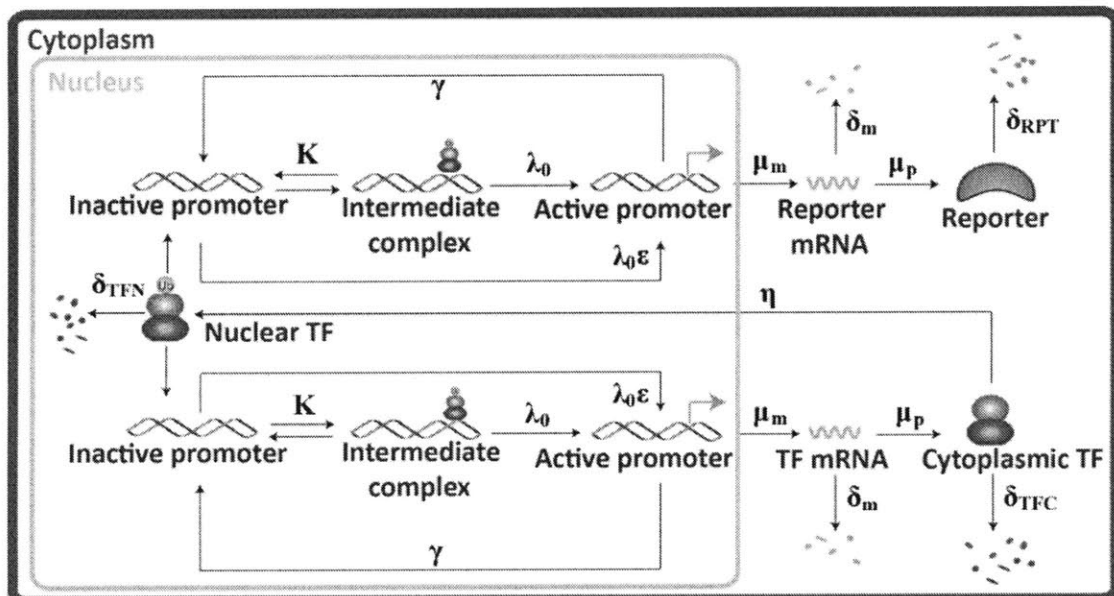 Cytoplasm
Nucleus
γ
K
λ₀
μₘ
δₘ
μₚ
δRPT
Inactive promoter
Intermediate
complex
Active promoter
Reporter
mRNA
Reporter
λ₀ε
δTFN
Nuclear TF
η
K
λ₀
λ₀ε
μₘ
μₚ
Inactive promoter
Intermediate
complex
Active promoter
TF mRNA
Cytoplasmic TF
δₘ
δTFC
γ